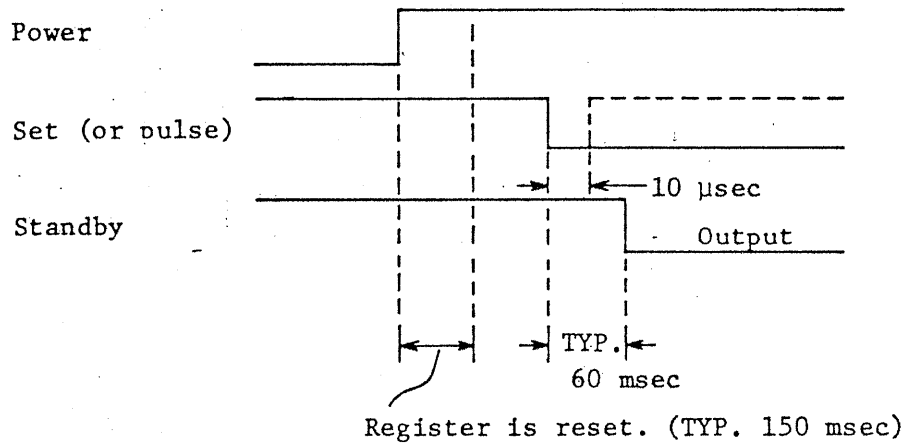 Power
Set (or pulse)
10 μsec
Standby
Output
TYP.
60 msec
Register is reset. (TYP. 150 msec)